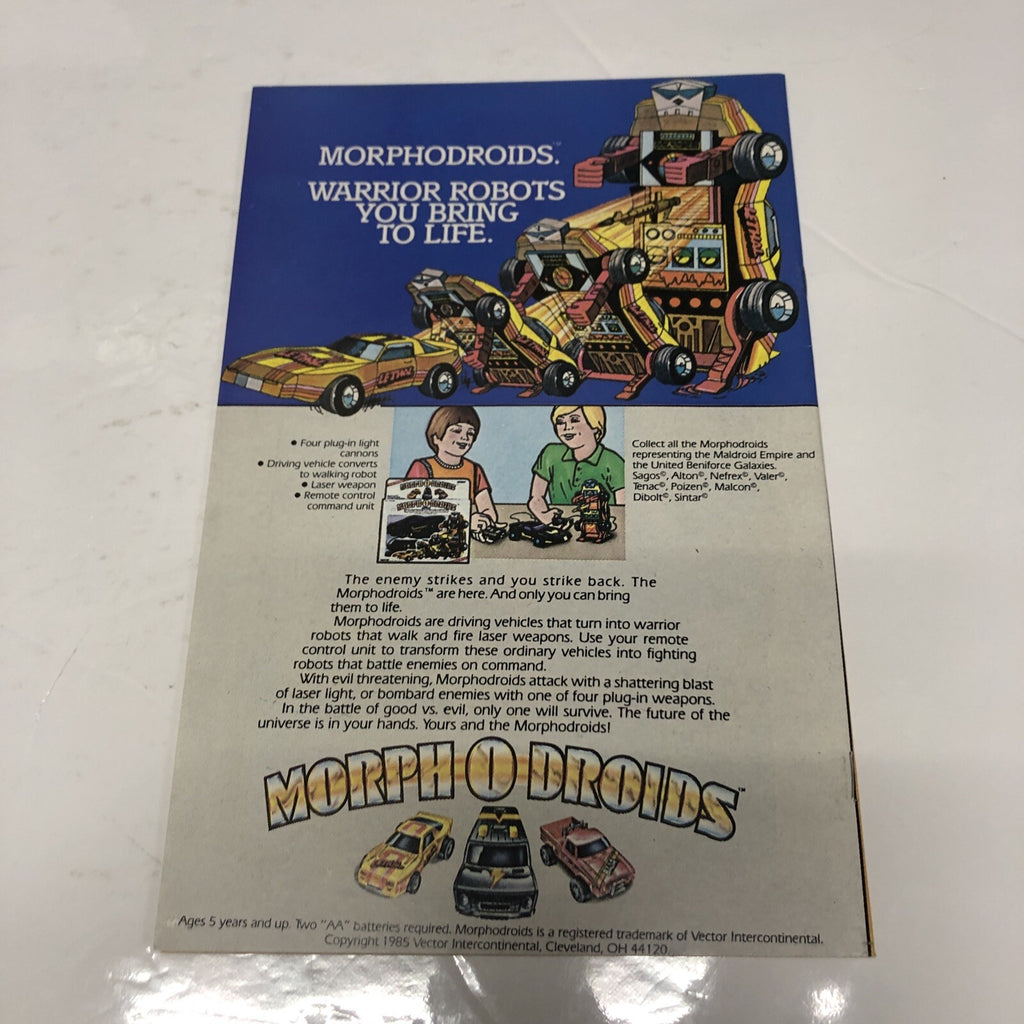 MORPHODROIDS.™
WARRIOR ROBOTS
YOU BRING
TO LIFE.
LETHAL
• Four plug-in light
cannons
• Driving vehicle converts
to walking robot
• Laser weapon
• Remote control
command unit
MORPH O DROIDS
MORPH O DROIDS
Collect all the Morphodroids
representing the Maldroid Empire and
the United Beniforce Galaxies.
Sagos©, Alton©, Nefrex©, Valer©,
Tenac©, Poizen©, Malcon©,
Dibolt©, Sintar©
The enemy strikes and you strike back. The
Morphodroids™ are here. And only you can bring
them to life.
Morphodroids are driving vehicles that turn into warrior
robots that walk and fire laser weapons. Use your remote
control unit to transform these ordinary vehicles into fighting
robots that battle enemies on command.
With evil threatening, Morphodroids attack with a shattering blast
of laser light, or bombard enemies with one of four plug-in weapons.
In the battle of good vs. evil, only one will survive. The future of the
universe is in your hands. Yours and the Morphodroids!
MORPH O DROIDS™
Ages 5 years and up. Two "AA" batteries required. Morphodroids is a registered trademark of Vector Intercontinental.
Copyright 1985 Vector Intercontinental, Cleveland, OH 44120.